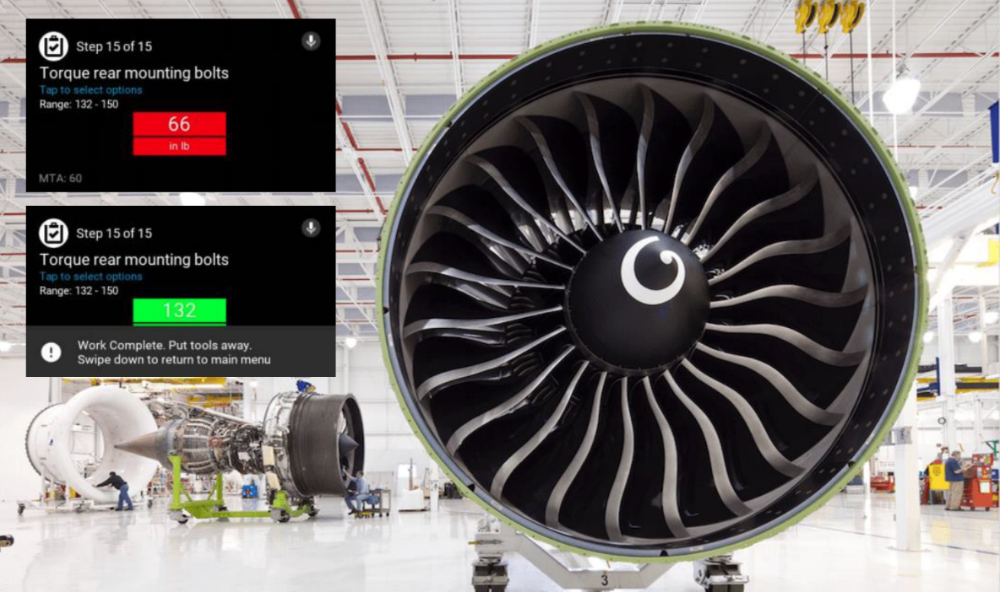 Step 15 of 15
Torque rear mounting bolts
Tap to select options
Range: 132 - 150
66
in lb
MTA: 60
Step 15 of 15
Torque rear mounting bolts
Tap to select options
Range: 132 - 150
132
Work Complete. Put tools away.
Swipe down to return to main menu
3